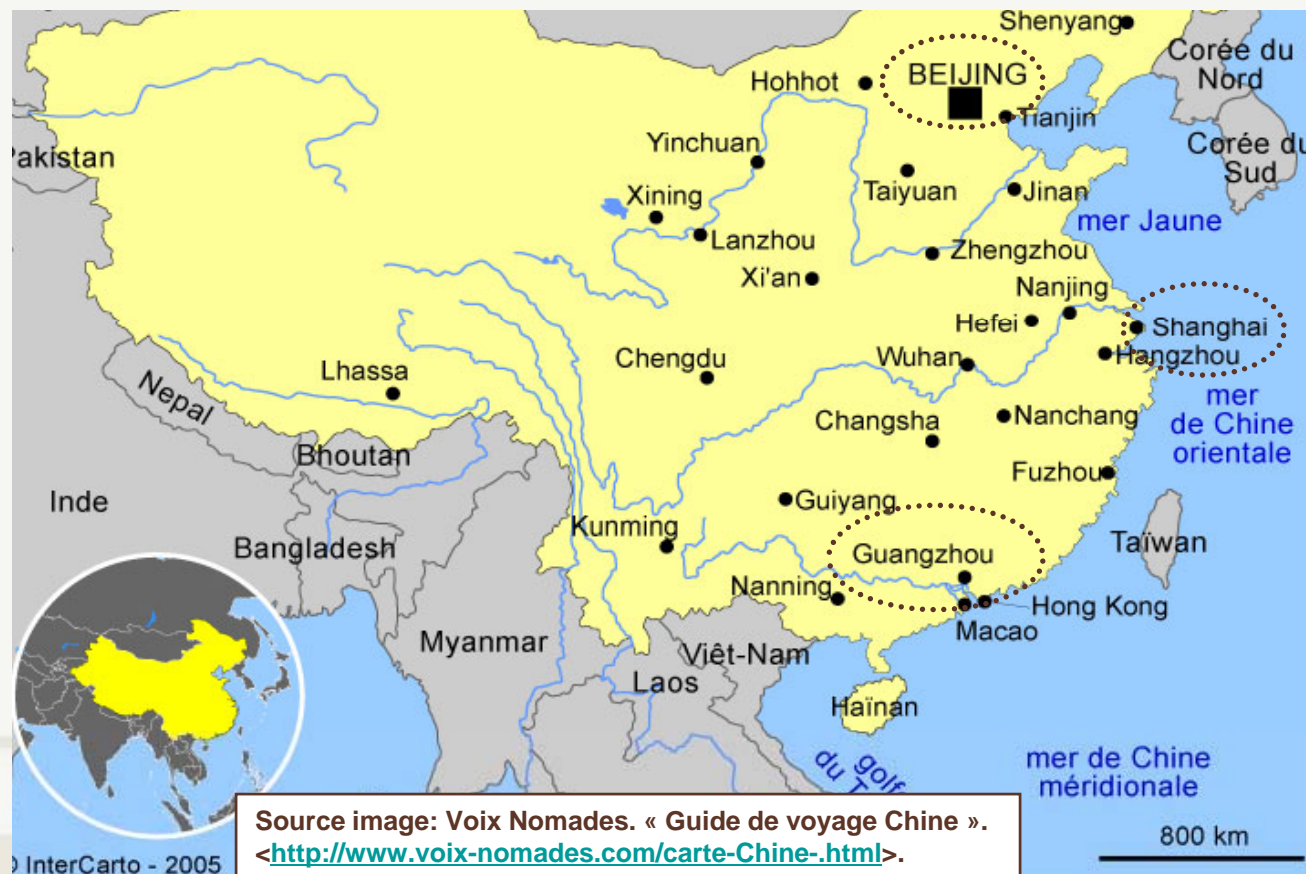 Shenyang
Corée du
Nord
BEIJING
Hohhot
Tianjin
Pakistan
Yinchuan
Corée du
Sud
Taiyuan
Jinan
Xining
mer Jaune
Lanzhou
Zhengzhou
Xi'an
Nanjing
Hefei
Shanghai
Hangzhou
Wuhan
Chengdu
Lhassa
Nepal
mer
de Chine
orientale
Nanchang
Changsha
Bhoutan
Fuzhou
Inde
Guiyang
Kunming
Bangladesh
Guangzhou
Taïwan
Nanning
Hong Kong
Macao
Myanmar
Viêt-Nam
Laos
Haïnan
mer de Chine
méridionale
golf
du T
800 km
Source image: Voix Nomades. « Guide de voyage Chine ».
<http://www.voix-nomades.com/carte-Chine-.html>.
© InterCarto - 2005